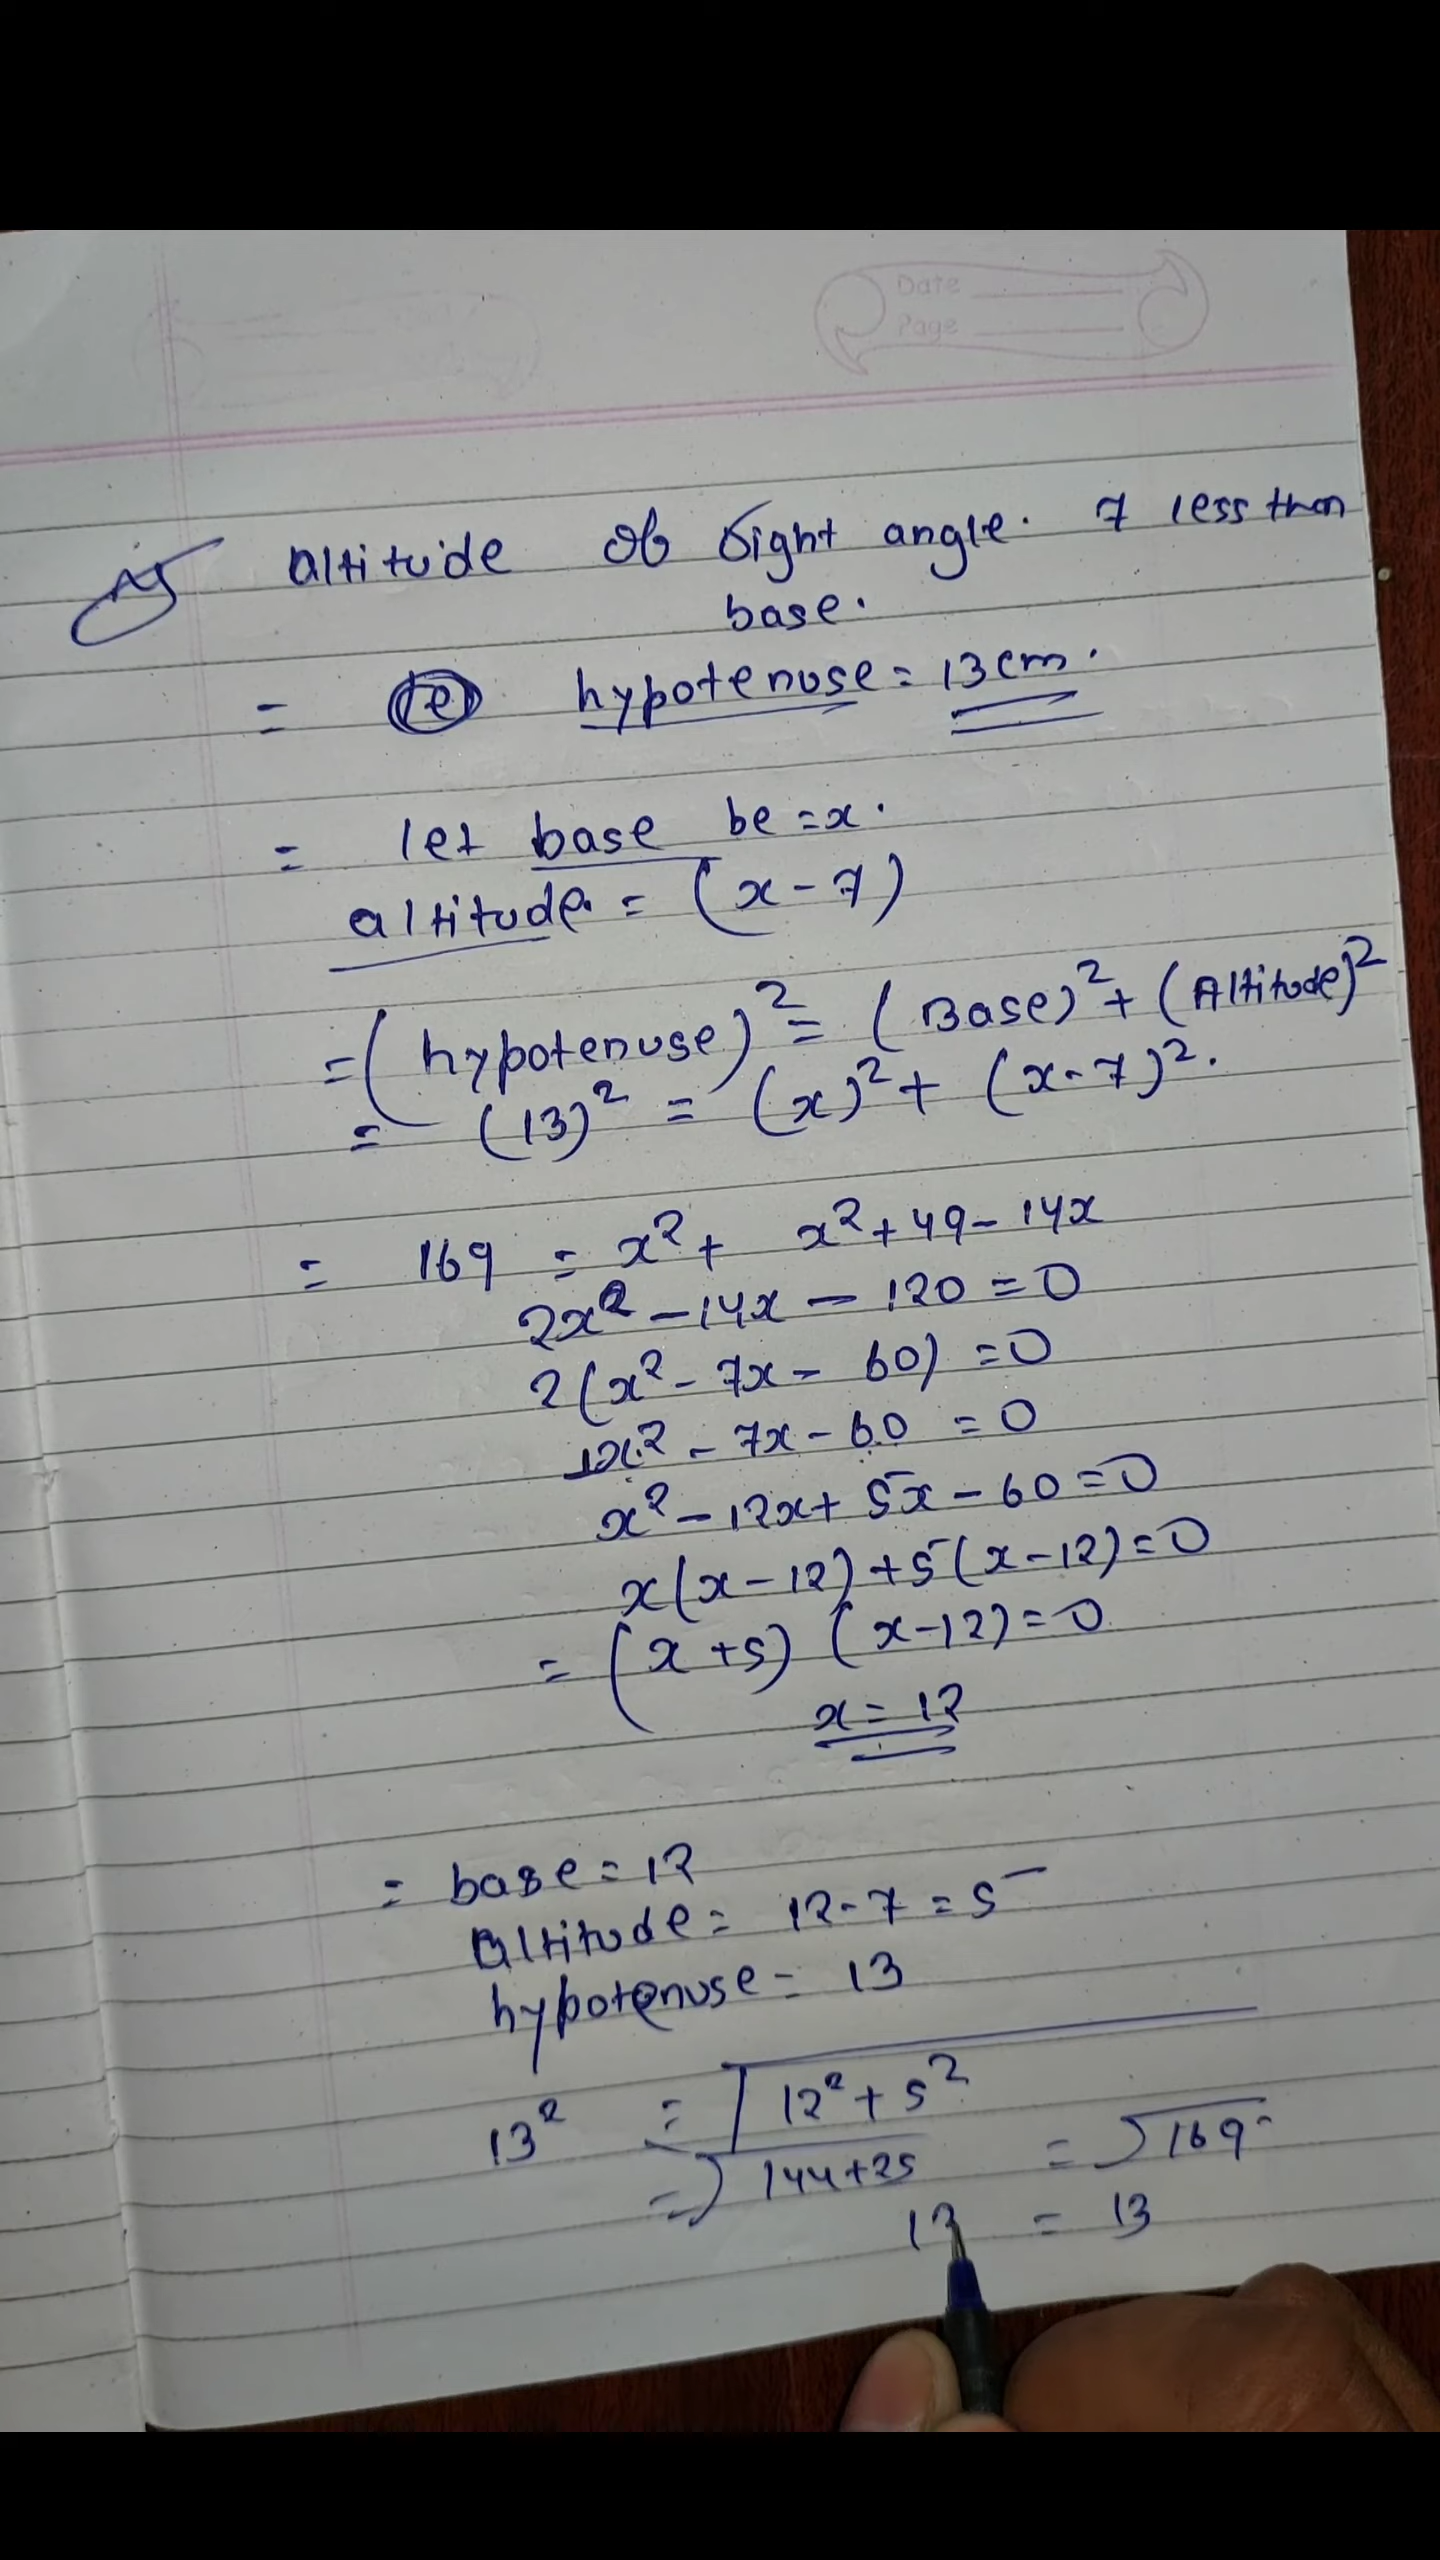 Date
Page
Altitude of right angle. 7 less than
base.
= hypotenuse = 13 cm.
= let base be = x.
altitude = (x - 7)
= (hypotenuse)² = (Base)² + (Altitude)²
= (13)² = (x)² + (x - 7)².
= 169 = x² + x² + 49 - 14x
2x² - 14x - 120 = 0
2(x² - 7x - 60) = 0
x² - 7x - 60 = 0
x² - 12x + 5x - 60 = 0
x(x - 12) + 5(x - 12) = 0
= (x + 5) (x - 12) = 0
x = 12
= base = 12
Altitude = 12 - 7 = 5
hypotenuse = 13
13² = √12² + 5²
= √144 + 25 = √169
13 = 13